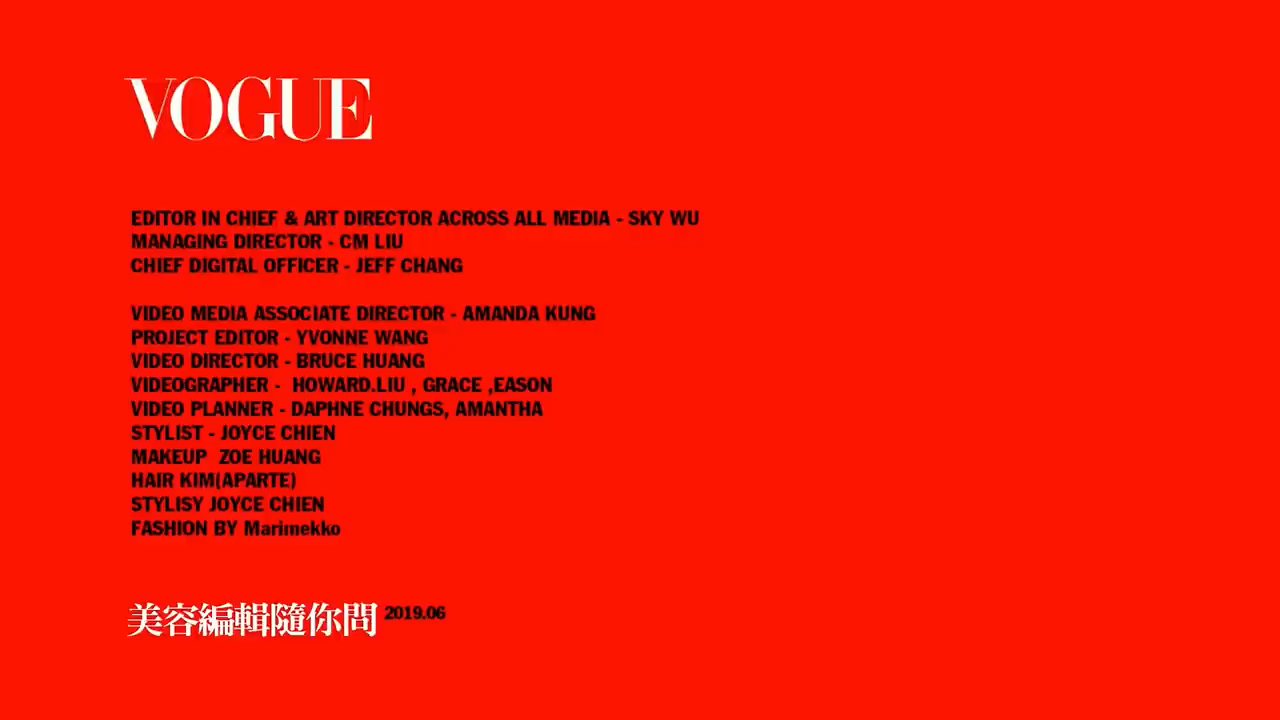 VOGUE
EDITOR IN CHIEF & ART DIRECTOR ACROSS ALL MEDIA - SKY WU
MANAGING DIRECTOR - CM LIU
CHIEF DIGITAL OFFICER - JEFF CHANG
VIDEO MEDIA ASSOCIATE DIRECTOR - AMANDA KUNG
PROJECT EDITOR - YVONNE WANG
VIDEO DIRECTOR - BRUCE HUANG
VIDEOGRAPHER -  HOWARD.LIU , GRACE ,EASON
VIDEO PLANNER - DAPHNE CHUNGS, AMANTHA
STYLIST - JOYCE CHIEN
MAKEUP  ZOE HUANG
HAIR KIM(APARTE)
STYLISY JOYCE CHIEN
FASHION BY Marimekko
美容編輯隨你問 2019.06